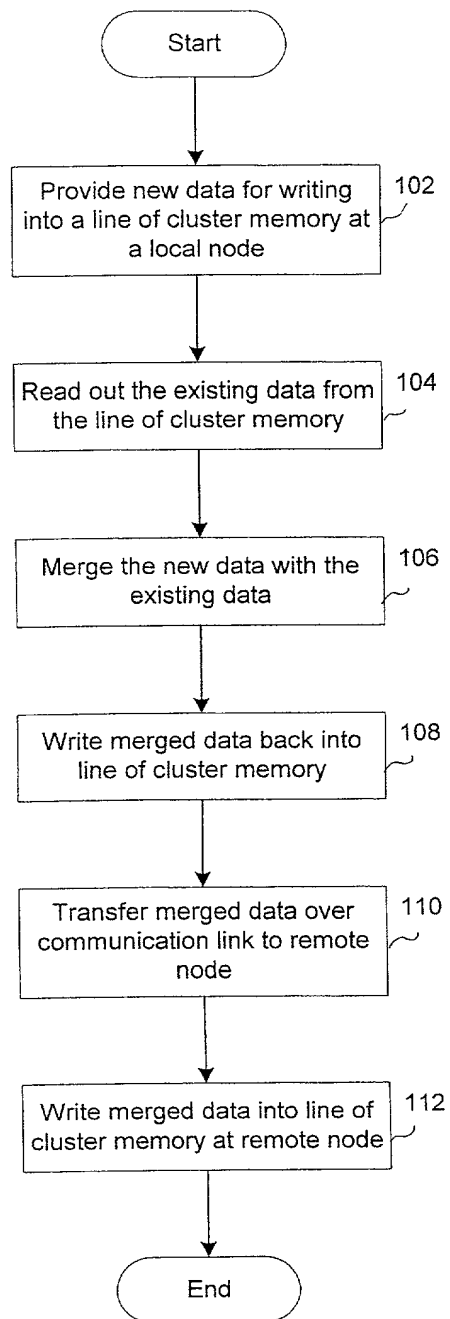 Start
Provide new data for writing
into a line of cluster memory at
a local node
102
Read out the existing data from
the line of cluster memory
104
Merge the new data with the
existing data
106
Write merged data back into
line of cluster memory
108
Transfer merged data over
communication link to remote
node
110
Write merged data into line of
cluster memory at remote node
112
End